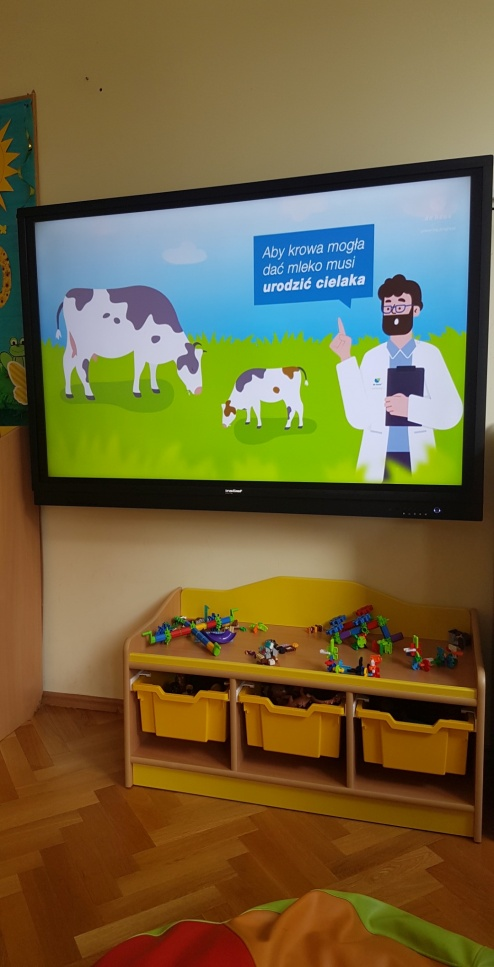 Aby krowa mogła
dać mleko musi
urodzić cielaka